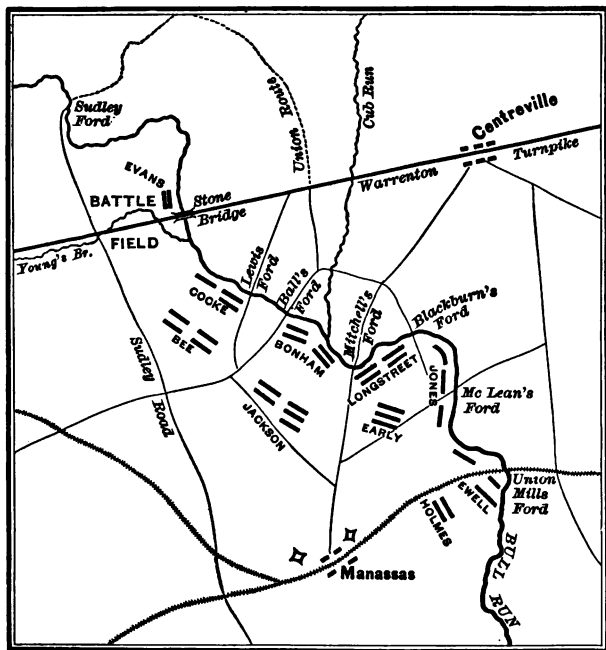 Sudley
Ford
Union Route
Cub Run
Centreville
Warrenton Turnpike
EVANS
BATTLE
FIELD
Stone
Bridge
Young's Br.
Lewis
Ford
Ball's
Ford
Mitchell's
Ford
Blackburn's
Ford
COOKE
BEE
BONHAM
LONGSTREET
JONES
Mc Lean's
Ford
Sudley
Road
JACKSON
EARLY
Union
Mills
Ford
EWELL
HOLMES
Manassas
BULL
RUN